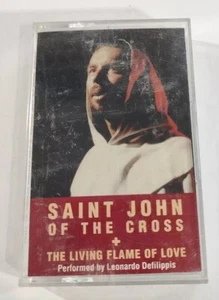 SAINT JOHN
OF THE CROSS
+
THE LIVING FLAME OF LOVE
Performed by Leonardo Defilippis